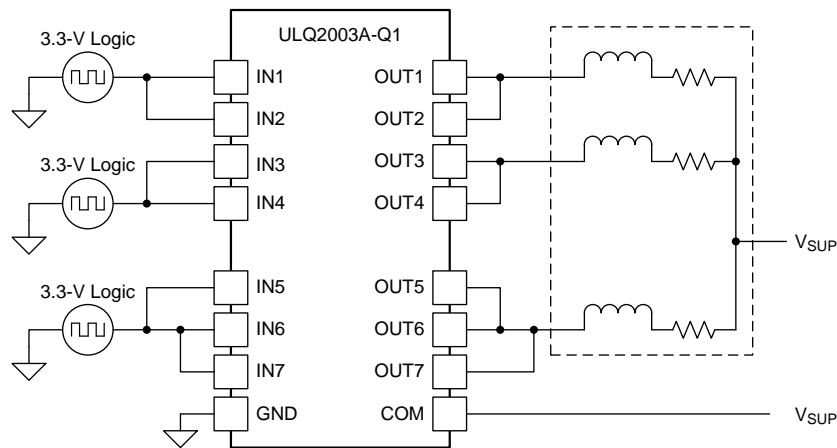 ULQ2003A-Q1
3.3-V Logic
IN1
OUT1
IN2
OUT2
3.3-V Logic
IN3
OUT3
IN4
OUT4
VSUP
3.3-V Logic
IN5
OUT5
IN6
OUT6
IN7
OUT7
GND
COM
VSUP